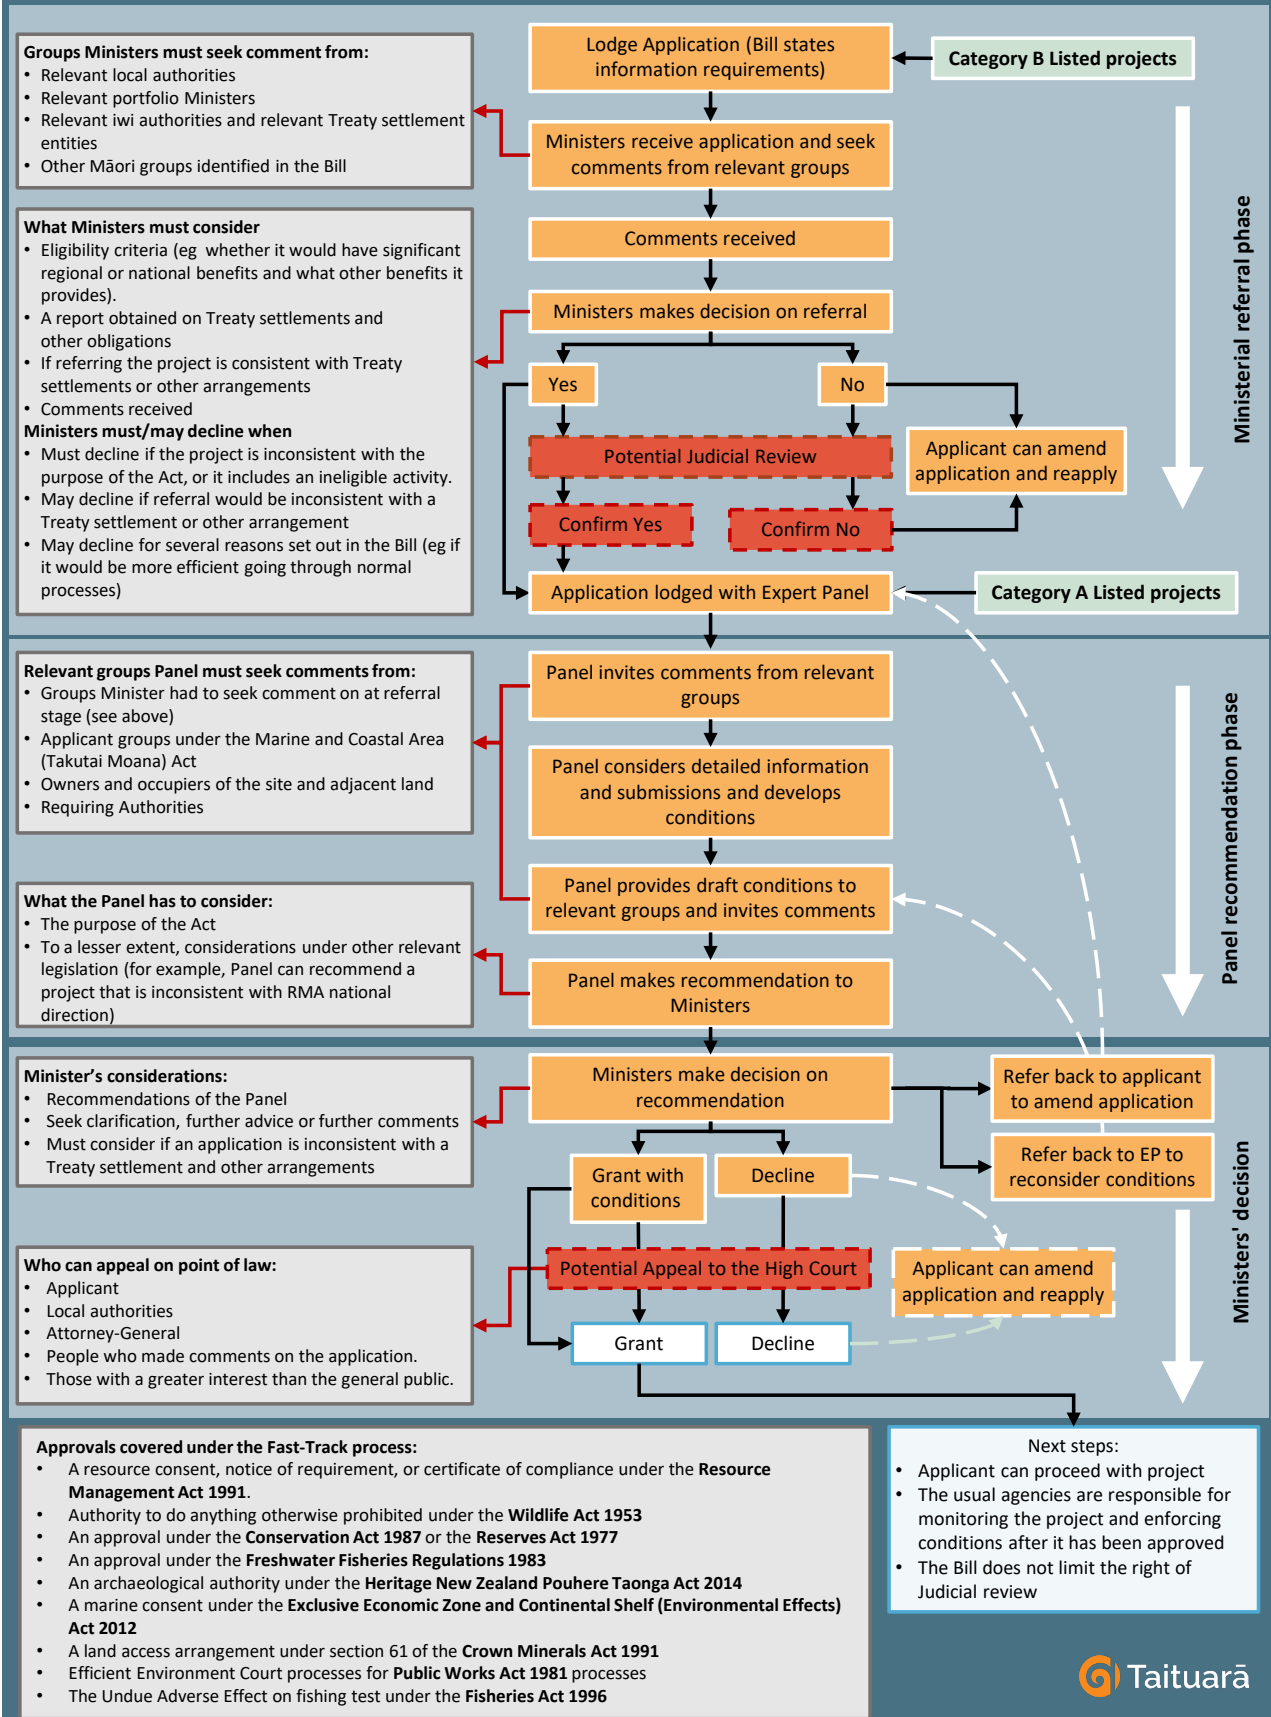 Groups Ministers must seek comment from:
• Relevant local authorities
• Relevant portfolio Ministers
• Relevant iwi authorities and relevant Treaty settlement
entities
• Other Māori groups identified in the Bill
Lodge Application (Bill states
information requirements)
Category B Listed projects
Ministers receive application and seek
comments from relevant groups
Comments received
What Ministers must consider
• Eligibility criteria (eg whether it would have significant
regional or national benefits and what other benefits it
provides).
• A report obtained on Treaty settlements and
other obligations
• If referring the project is consistent with Treaty
settlements or other arrangements
• Comments received
Ministers must/may decline when
• Must decline if the project is inconsistent with the
purpose of the Act, or it includes an ineligible activity.
• May decline if referral would be inconsistent with a
Treaty settlement or other arrangement
• May decline for several reasons set out in the Bill (eg if
it would be more efficient going through normal
processes)
Ministers makes decision on referral
Yes
No
Potential Judicial Review
Applicant can amend
application and reapply
Confirm Yes
Confirm No
Application lodged with Expert Panel
Category A Listed projects
Ministerial referral phase
Relevant groups Panel must seek comments from:
• Groups Minister had to seek comment on at referral
stage (see above)
• Applicant groups under the Marine and Coastal Area
(Takutai Moana) Act
• Owners and occupiers of the site and adjacent land
• Requiring Authorities
Panel invites comments from relevant
groups
Panel considers detailed information
and submissions and develops
conditions
Panel provides draft conditions to
relevant groups and invites comments
What the Panel has to consider:
• The purpose of the Act
• To a lesser extent, considerations under other relevant
legislation (for example, Panel can recommend a
project that is inconsistent with RMA national
direction)
Panel makes recommendation to
Ministers
Panel recommendation phase
Minister’s considerations:
• Recommendations of the Panel
• Seek clarification, further advice or further comments
• Must consider if an application is inconsistent with a
Treaty settlement and other arrangements
Ministers make decision on
recommendation
Refer back to applicant
to amend application
Refer back to EP to
reconsider conditions
Grant with
conditions
Decline
Who can appeal on point of law:
• Applicant
• Local authorities
• Attorney-General
• People who made comments on the application.
• Those with a greater interest than the general public.
Potential Appeal to the High Court
Applicant can amend
application and reapply
Grant
Decline
Ministers' decision
Approvals covered under the Fast-Track process:
• A resource consent, notice of requirement, or certificate of compliance under the Resource
Management Act 1991.
• Authority to do anything otherwise prohibited under the Wildlife Act 1953
• An approval under the Conservation Act 1987 or the Reserves Act 1977
• An approval under the Freshwater Fisheries Regulations 1983
• An archaeological authority under the Heritage New Zealand Pouhere Taonga Act 2014
• A marine consent under the Exclusive Economic Zone and Continental Shelf (Environmental Effects)
Act 2012
• A land access arrangement under section 61 of the Crown Minerals Act 1991
• Efficient Environment Court processes for Public Works Act 1981 processes
• The Undue Adverse Effect on fishing test under the Fisheries Act 1996
Next steps:
• Applicant can proceed with project
• The usual agencies are responsible for
monitoring the project and enforcing
conditions after it has been approved
• The Bill does not limit the right of
Judicial review
Taituarā